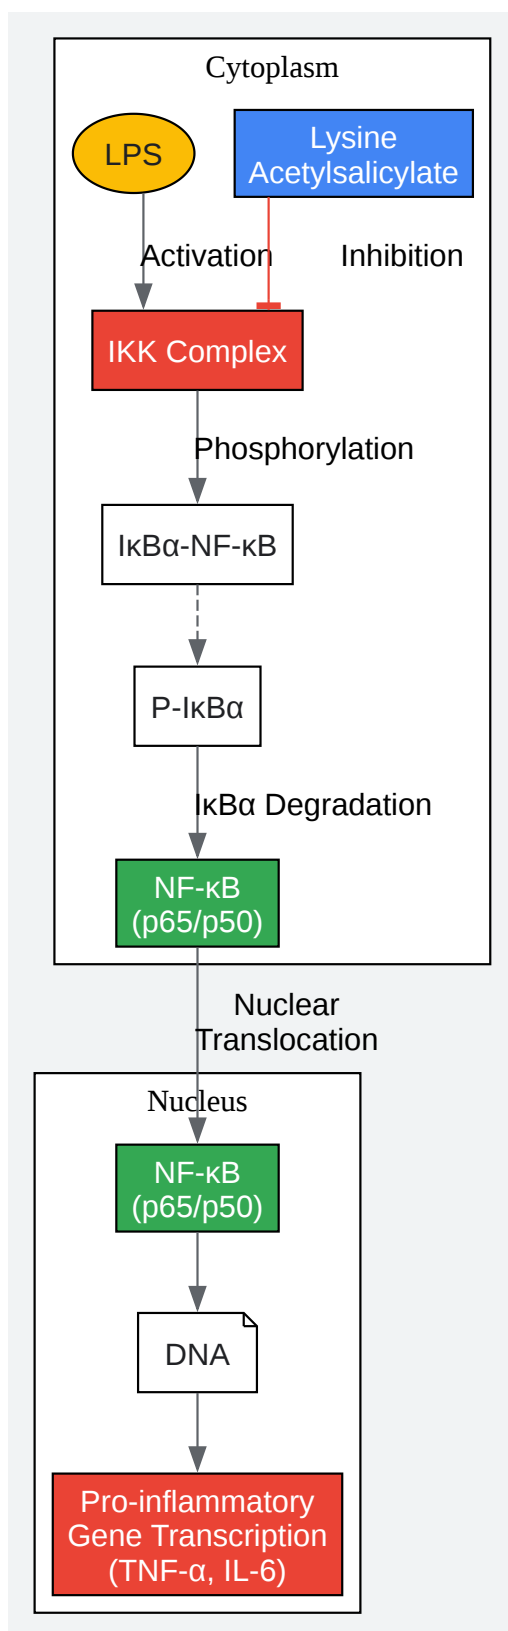 Cytoplasm
LPS
Lysine
Acetylsalicylate
Activation
Inhibition
IKK Complex
Phosphorylation
IκBα-NF-κB
P-IκBα
IκBα Degradation
NF-κB
(p65/p50)
Nuclear
Translocation
Nucleus
NF-κB
(p65/p50)
DNA
Pro-inflammatory
Gene Transcription
(TNF-α, IL-6)